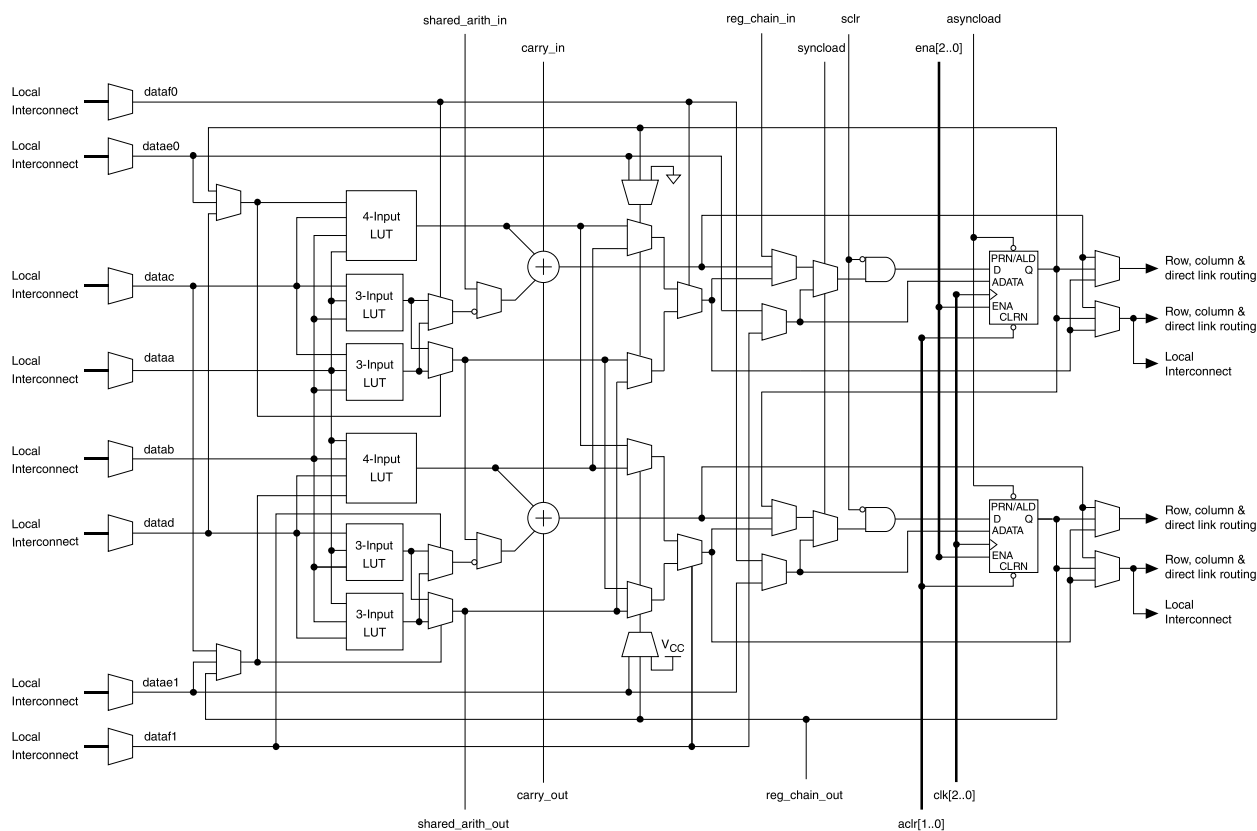 shared_arith_in
carry_in
reg_chain_in
sclr
syncload
asyncload
ena[2..0]
Local
Interconnect
dataf0
Local
Interconnect
datae0
4-Input
LUT
Local
Interconnect
datac
3-Input
LUT
+
PRN/ALD
D Q
ADATA
ENA
CLRN
Row, column &
direct link routing
Row, column &
direct link routing
Local
Interconnect
Local
Interconnect
dataa
3-Input
LUT
Local
Interconnect
datab
4-Input
LUT
Local
Interconnect
datad
3-Input
LUT
+
PRN/ALD
D Q
ADATA
ENA
CLRN
Row, column &
direct link routing
Row, column &
direct link routing
Local
Interconnect
3-Input
LUT
VCC
Local
Interconnect
datae1
Local
Interconnect
dataf1
carry_out
shared_arith_out
reg_chain_out
clk[2..0]
aclr[1..0]